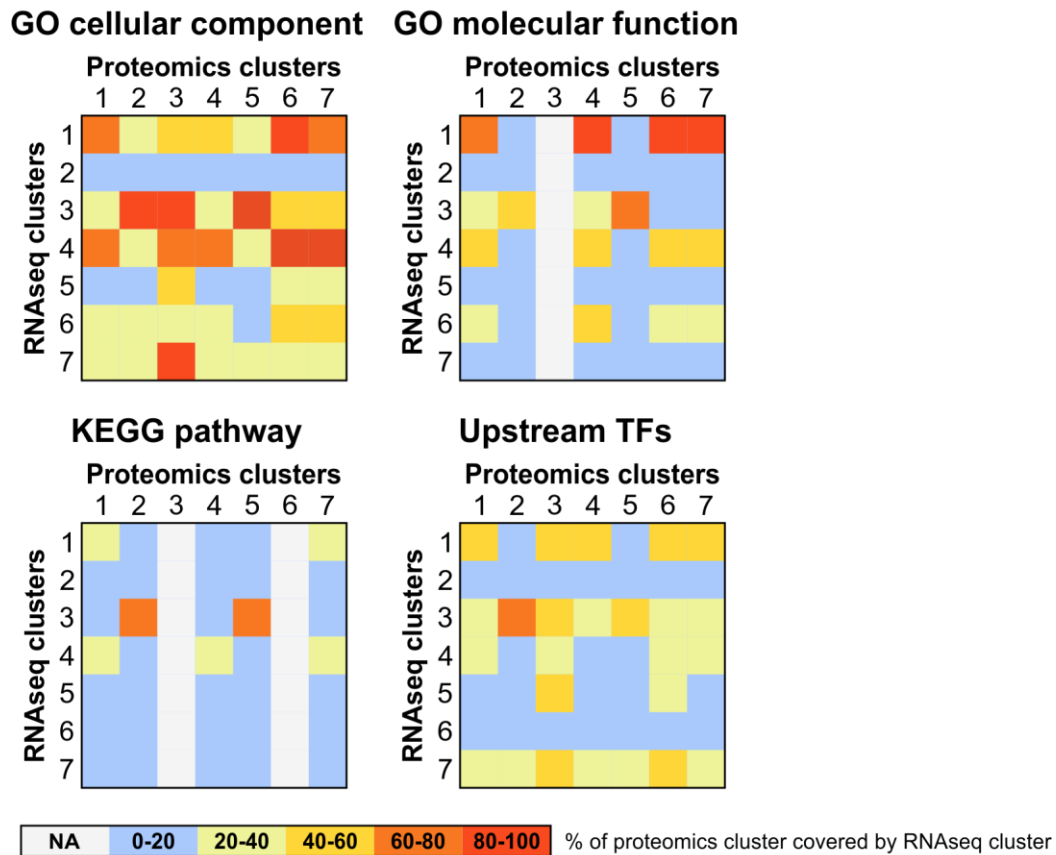 GO cellular component GO molecular function
Proteomics clusters Proteomics clusters
1 2 3 4 5 6 7 1 2 3 4 5 6 7
RNAseq clusters
1
2
3
4
5
6
7
RNAseq clusters
1
2
3
4
5
6
7
KEGG pathway Upstream TFs
Proteomics clusters Proteomics clusters
1 2 3 4 5 6 7 1 2 3 4 5 6 7
RNAseq clusters
1
2
3
4
5
6
7
RNAseq clusters
1
2
3
4
5
6
7
NA 0-20 20-40 40-60 60-80 80-100 % of proteomics cluster covered by RNAseq cluster